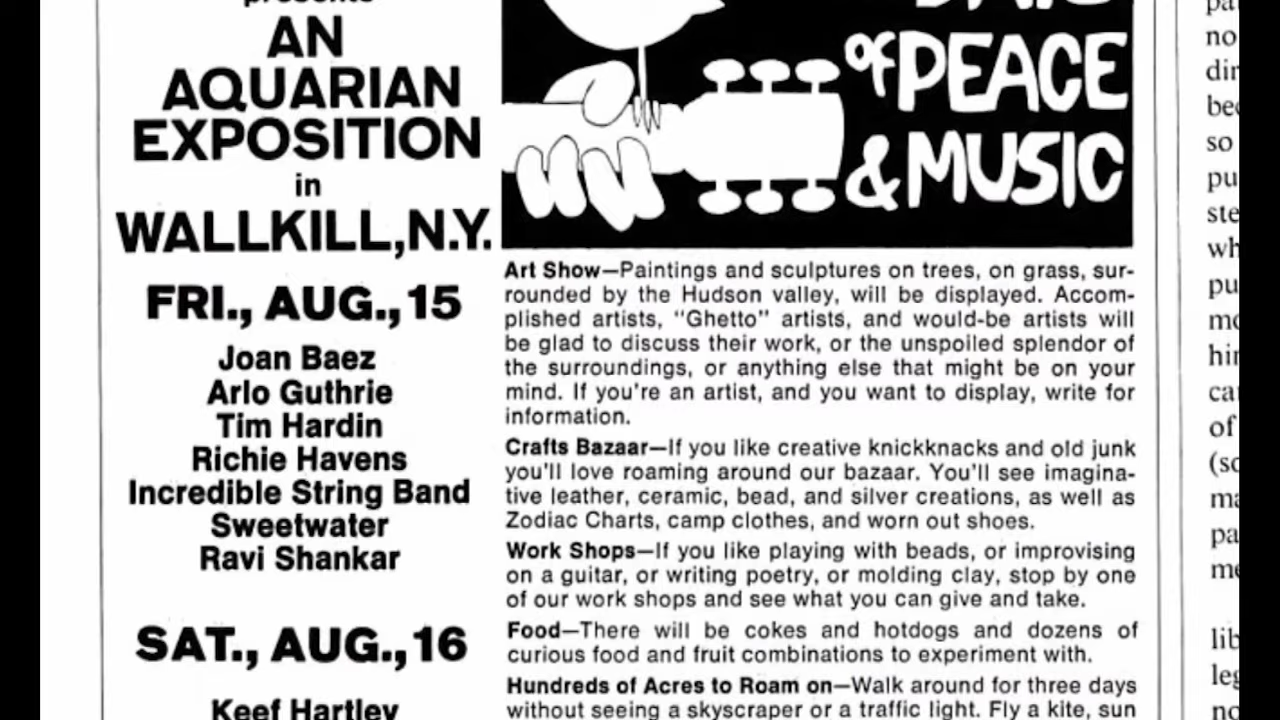 presents
AN
AQUARIAN
EXPOSITION
in
WALLKILL, N.Y.
FRI., AUG., 15
Joan Baez
Arlo Guthrie
Tim Hardin
Richie Havens
Incredible String Band
Sweetwater
Ravi Shankar
SAT., AUG., 16
Keef Hartley
of PEACE
& MUSIC
Art Show—Paintings and sculptures on trees, on grass, sur-
rounded by the Hudson valley, will be displayed. Accom-
plished artists, "Ghetto" artists, and would-be artists will
be glad to discuss their work, or the unspoiled splendor of
the surroundings, or anything else that might be on your
mind. If you're an artist, and you want to display, write for
information.
Crafts Bazaar—If you like creative knickknacks and old junk
you'll love roaming around our bazaar. You'll see imagina-
tive leather, ceramic, bead, and silver creations, as well as
Zodiac Charts, camp clothes, and worn out shoes.
Work Shops—If you like playing with beads, or improvising
on a guitar, or writing poetry, or molding clay, stop by one
of our work shops and see what you can give and take.
Food—There will be cokes and hotdogs and dozens of
curious food and fruit combinations to experiment with.
Hundreds of Acres to Roam on—Walk around for three days
without seeing a skyscraper or a traffic light. Fly a kite, sun
no
so
of